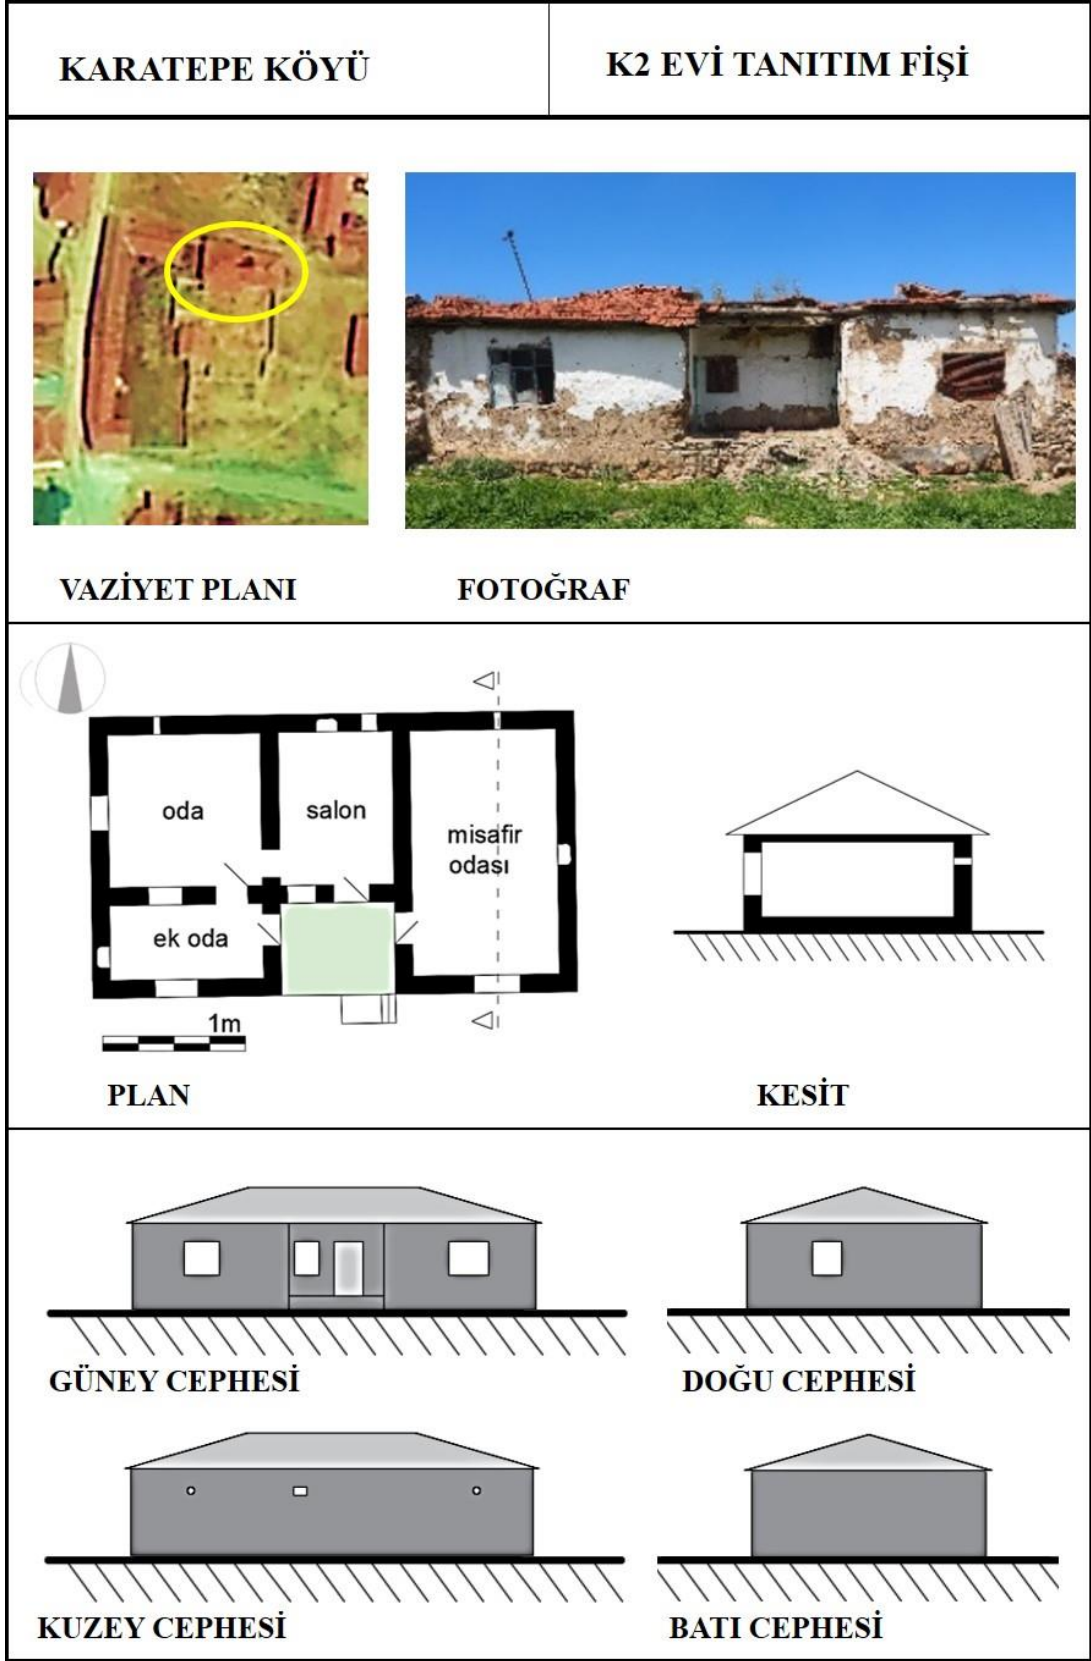 KARATEPE KÖYÜ
K2 EVİ TANITIM FİŞİ
VAZİYET PLANI
FOTOĞRAF
oda
salon
misafir
odası
ek oda
1m
PLAN
KESİT
GÜNEY CEPHESİ
DOĞU CEPHESİ
KUZEY CEPHESİ
BATI CEPHESİ